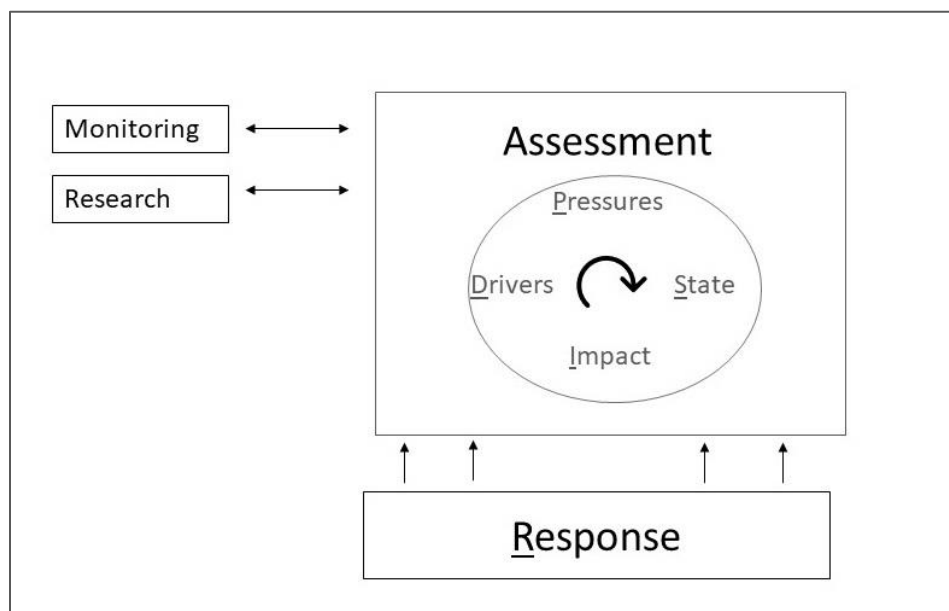 Monitoring
Research
Assessment
Pressures
Drivers
State
Impact
Response